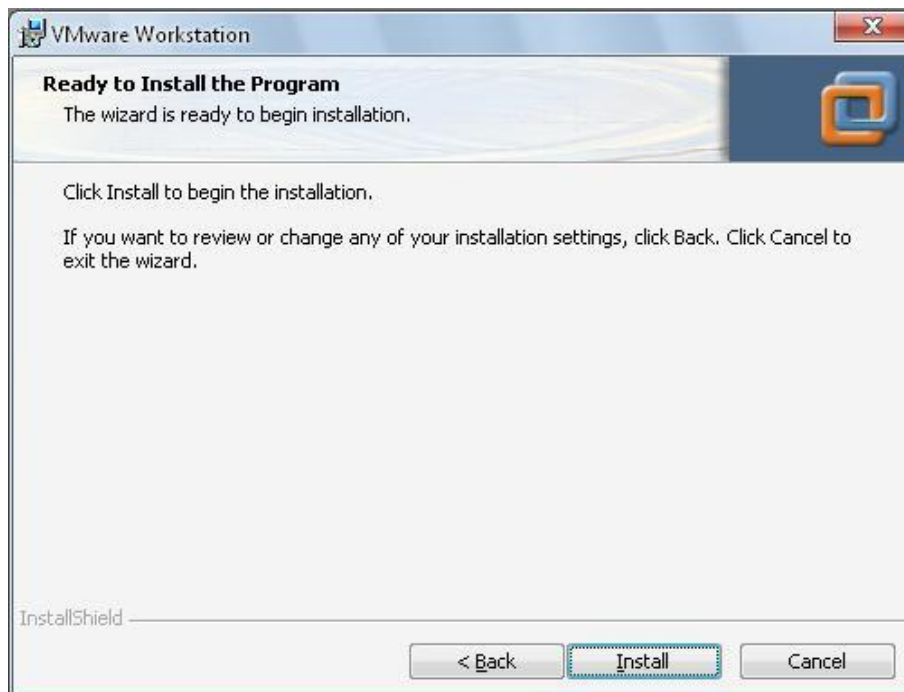 VMware Workstation
Ready to Install the Program
The wizard is ready to begin installation.
Click Install to begin the installation.
If you want to review or change any of your installation settings, click Back. Click Cancel to
exit the wizard.
InstallShield
< Back
Install
Cancel